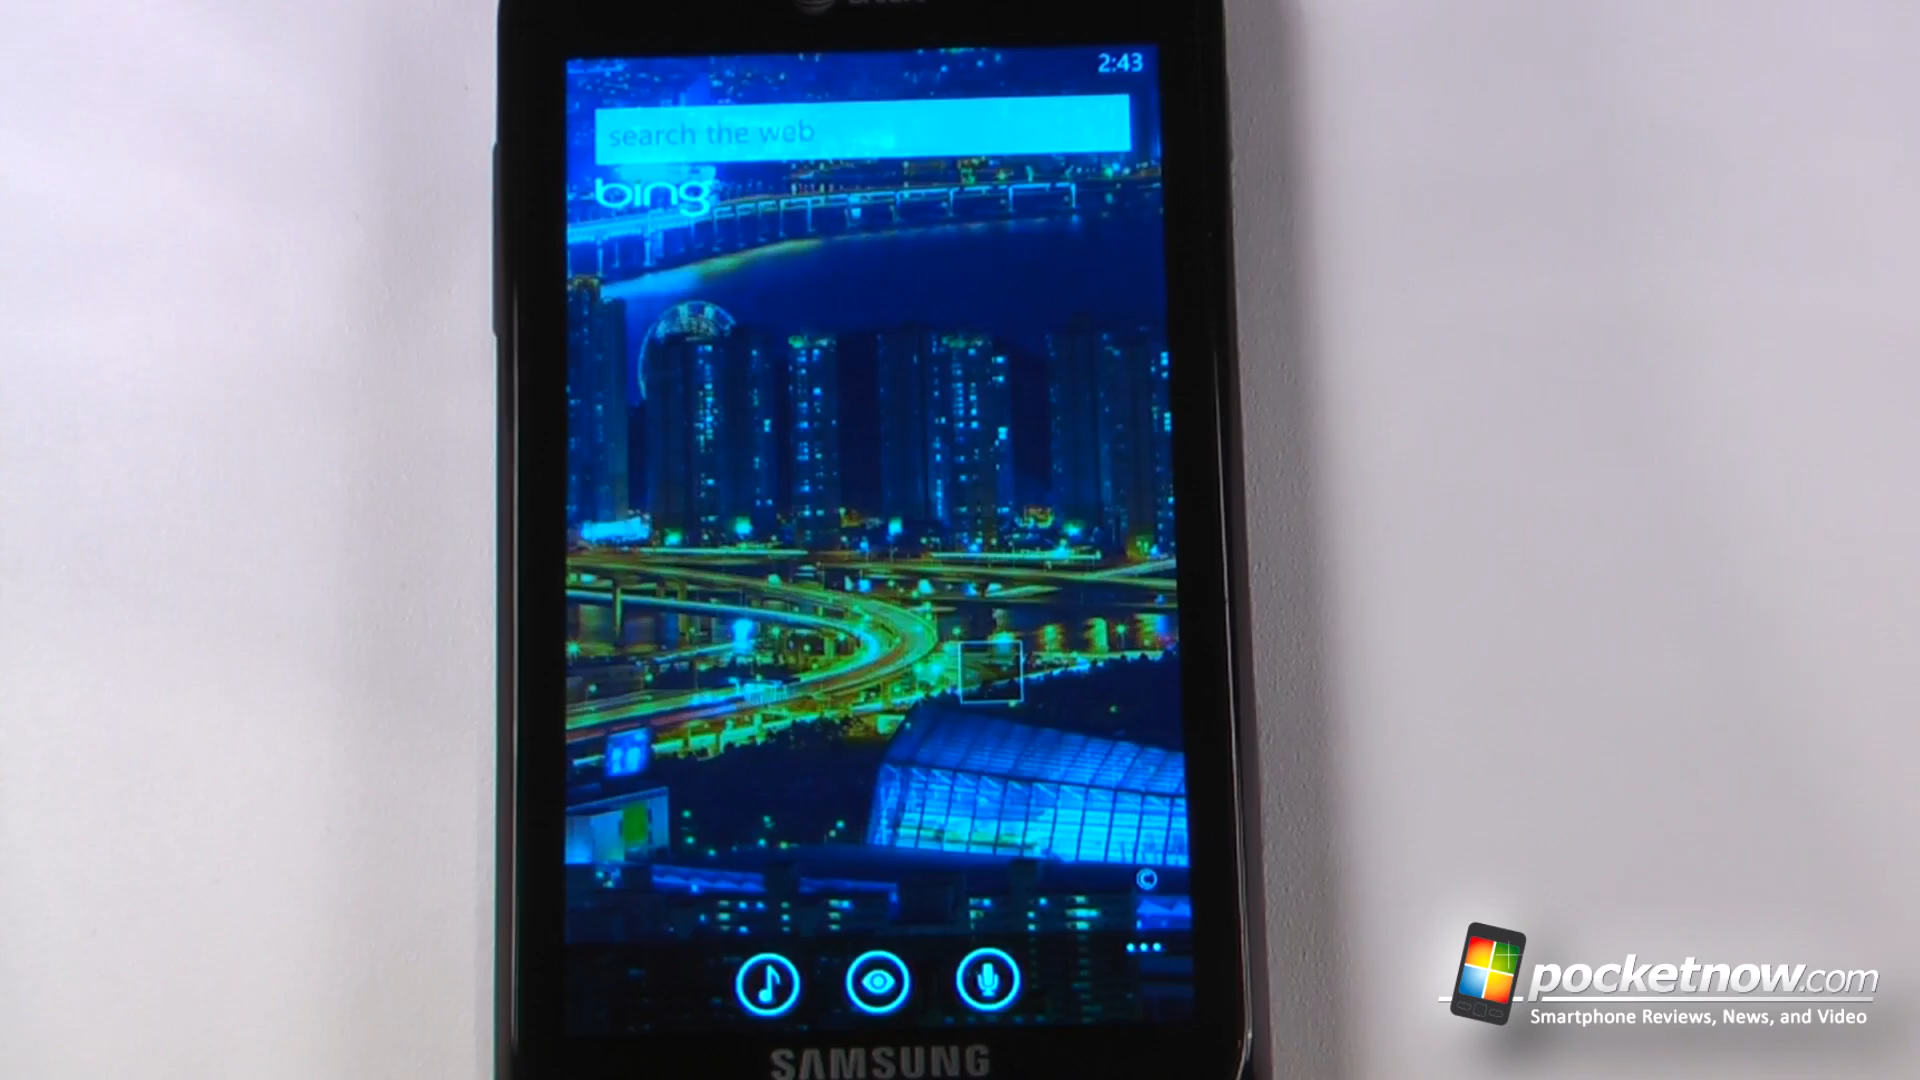 2:43
search the web
bing
©
SAMSUNG
pocketnow.com
Smartphone Reviews, News, and Video